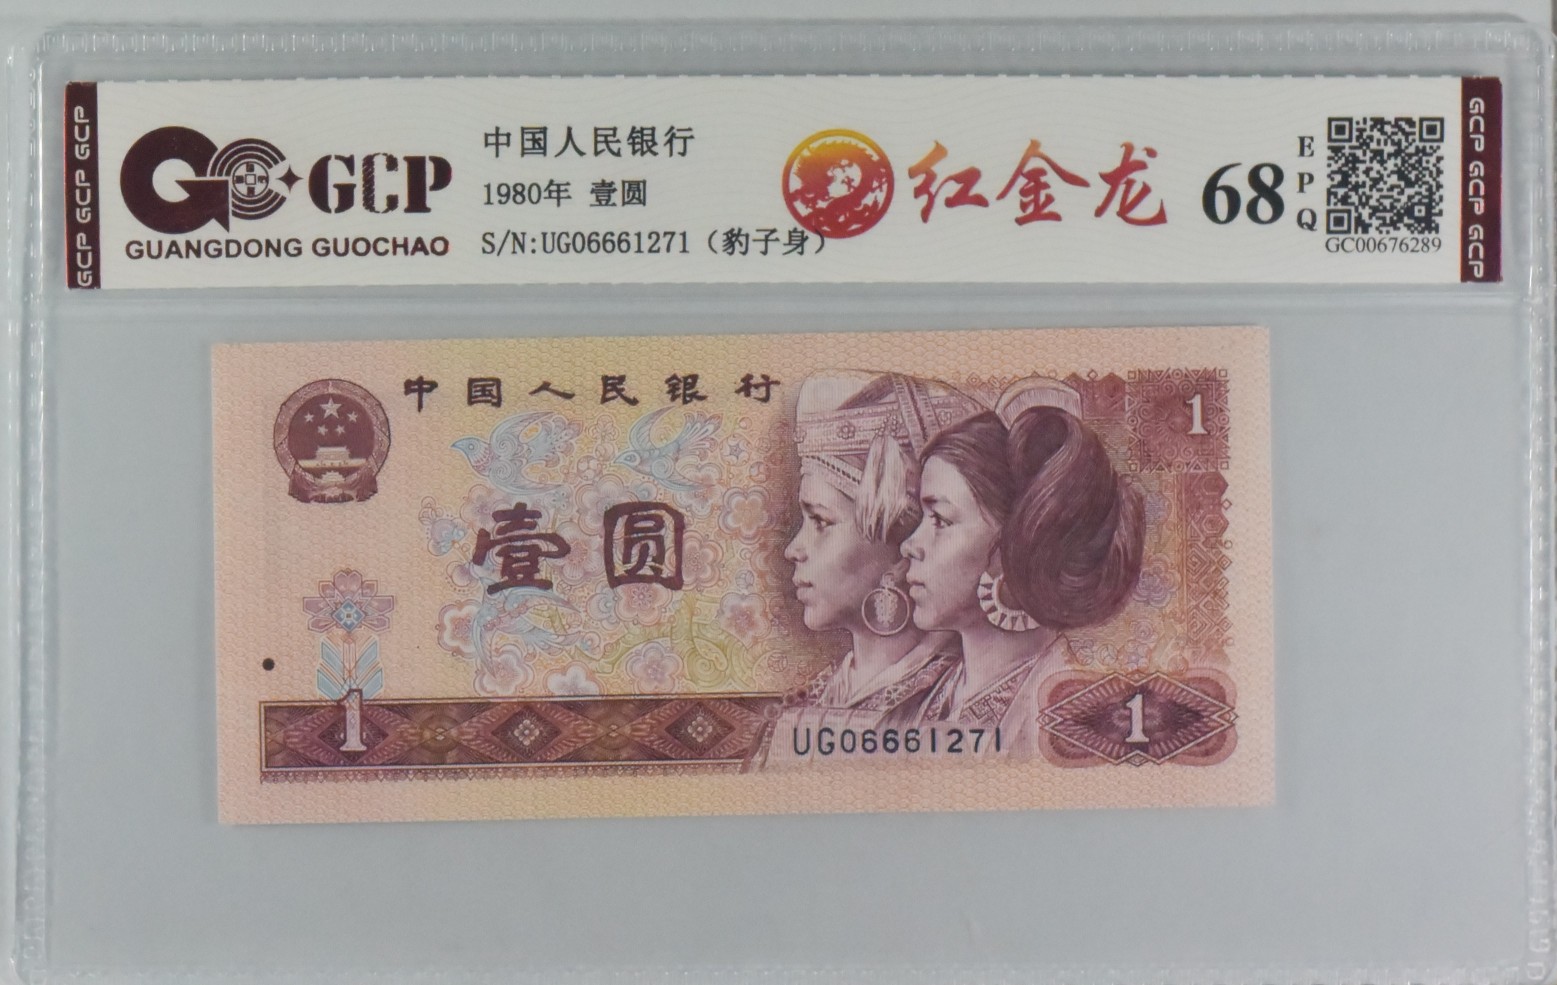 GCP GCP GCP
GCP
GUANGDONG GUOCHAO
中国人民银行
1980年 壹圆
S/N:UG06661271（豹子身）
红金龙
68
E
P
Q
GC00676289
GCP GCP GCP
中国人民银行
1
壹圆
1
UG06661271
1